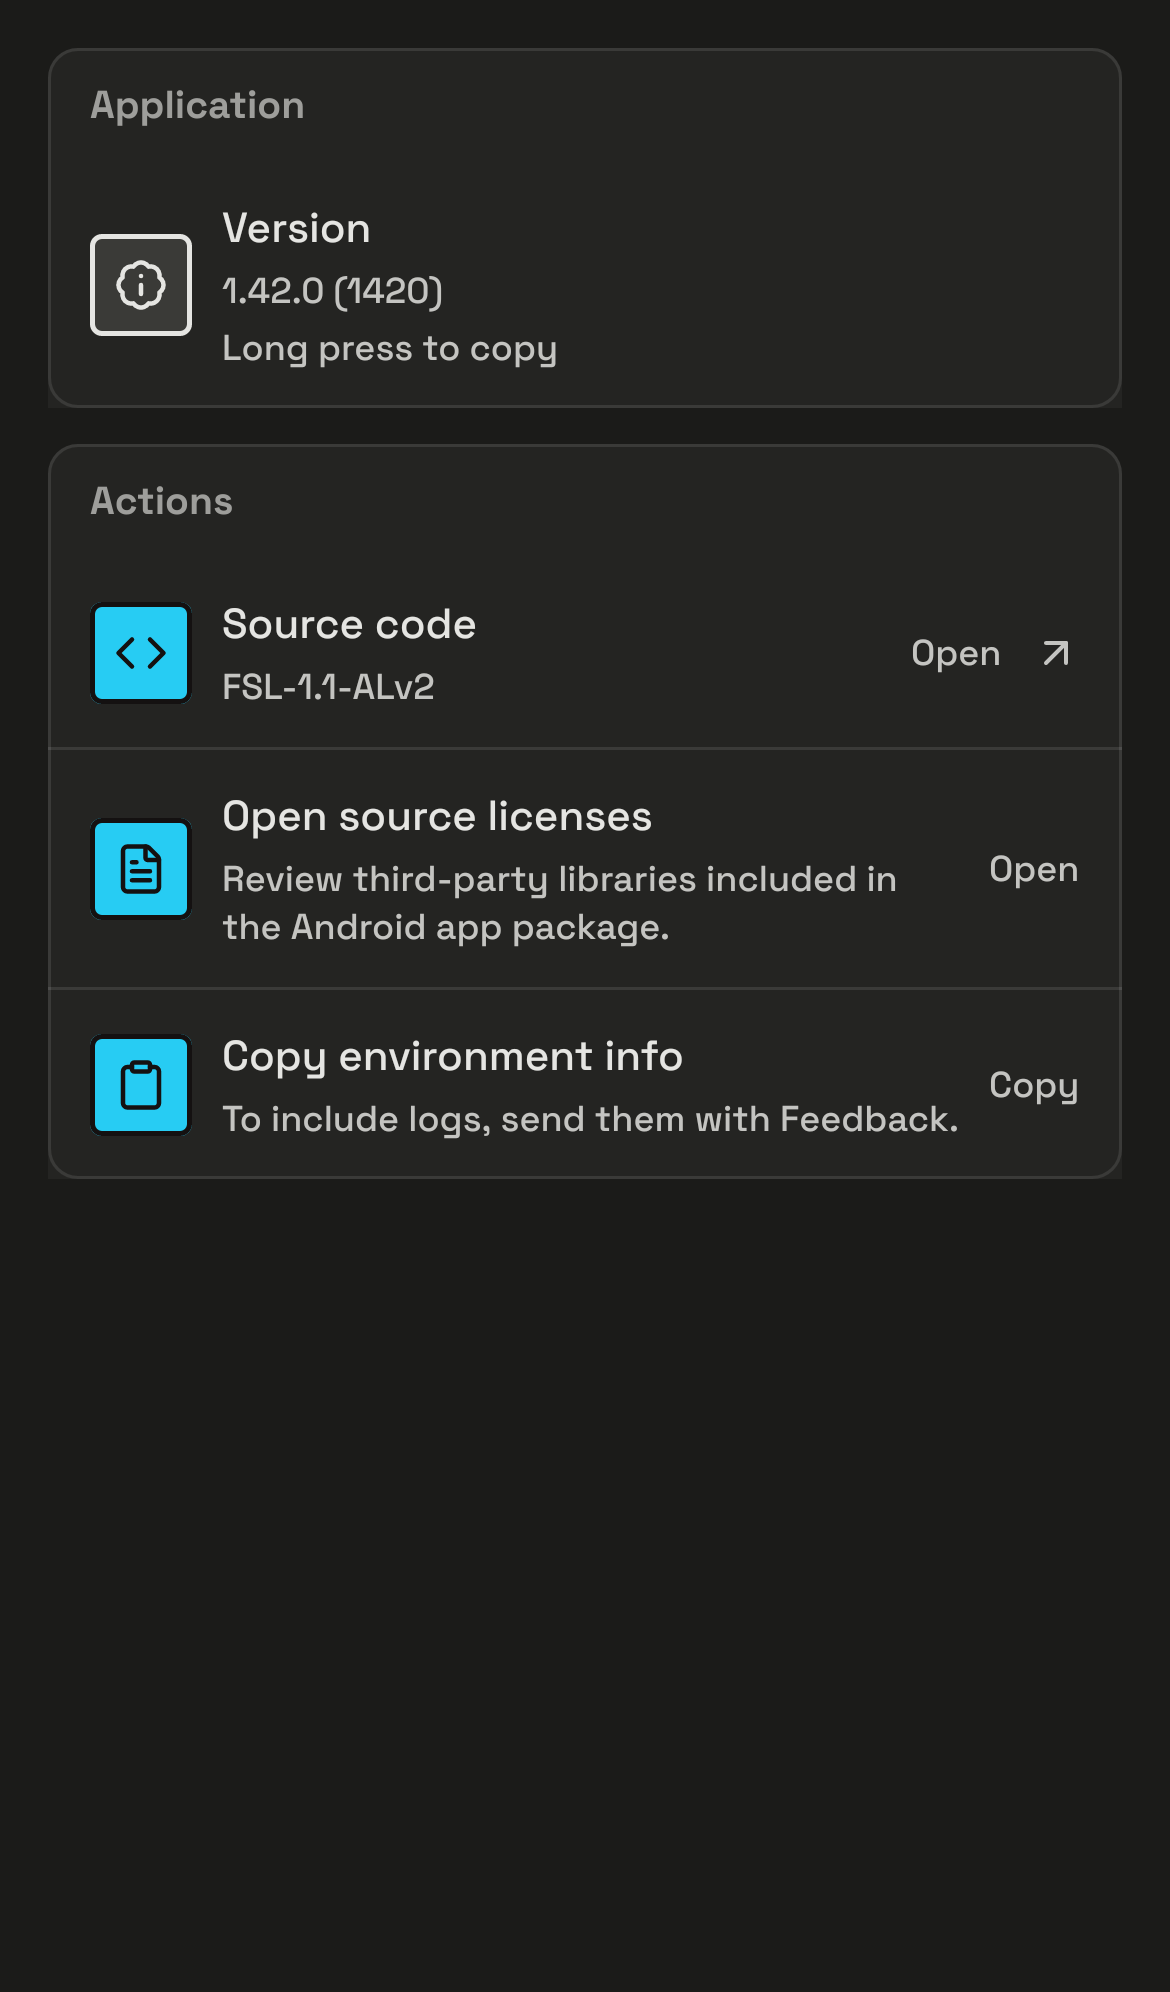 Application
Version
1.42.0 (1420)
Long press to copy
Actions
Source code
FSL-1.1-ALv2
Open
Open source licenses
Review third-party libraries included in
the Android app package.
Open
Copy environment info
To include logs, send them with Feedback.
Copy